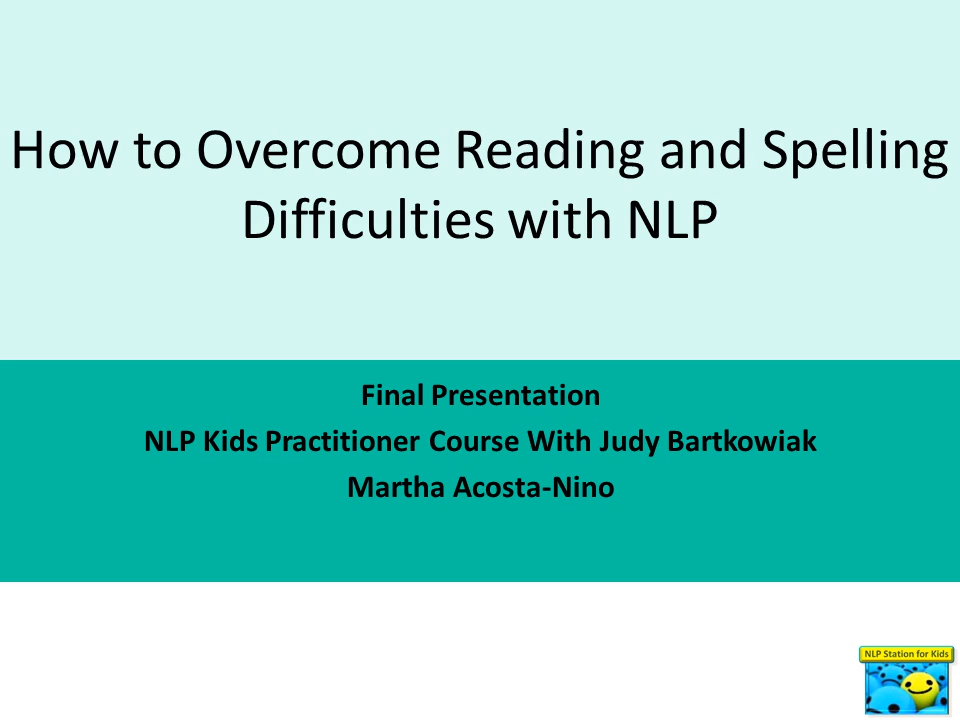 How to Overcome Reading and Spelling
Difficulties with NLP
Final Presentation
NLP Kids Practitioner Course With Judy Bartkowiak
Martha Acosta-Nino
NLP Station for Kids